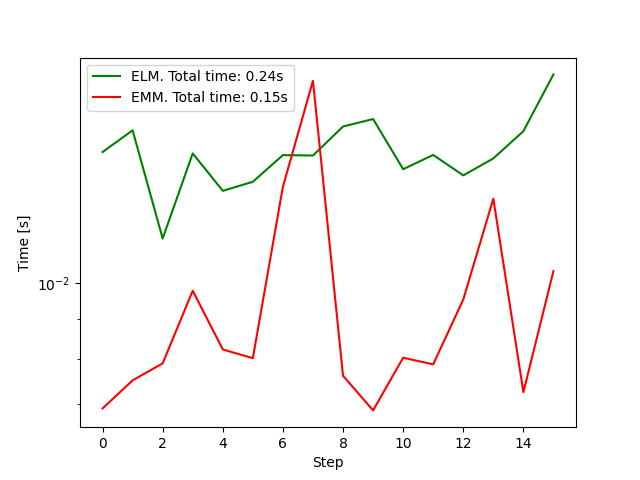 ELM. Total time: 0.24s
EMM. Total time: 0.15s
Time [s]
10⁻²
0 2 4 6 8 10 12 14
Step